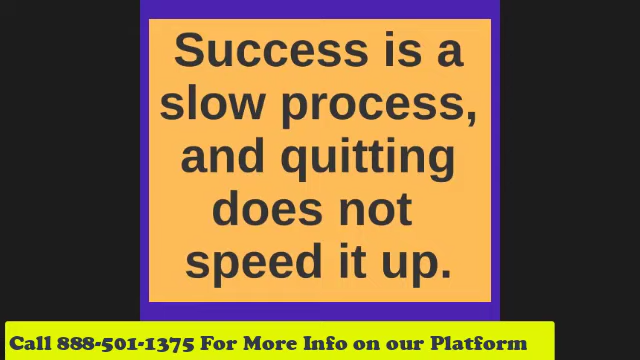 Success is a
slow process,
and quitting
does not
speed it up.
Call 888-501-1375 For More Info on our Platform